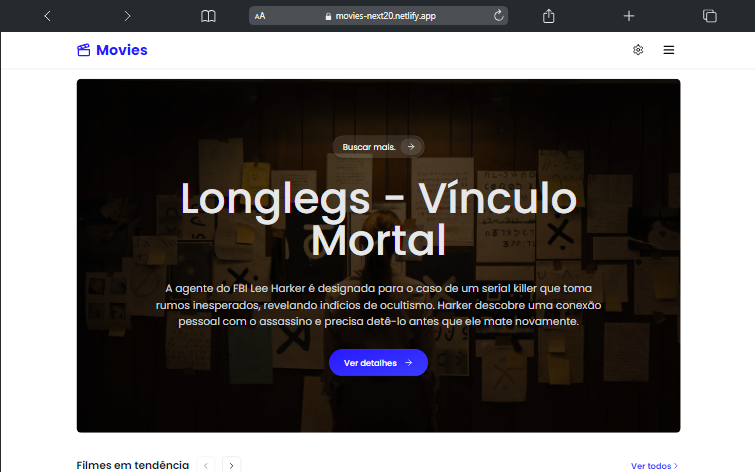 AA movies-next20.netlify.app
Movies
Buscar mais.
Longlegs - Vínculo
Mortal
A agente do FBI Lee Harker é designada para o caso de um serial killer que toma
rumos inesperados, revelando indícios de ocultismo. Harker descobre uma conexão
pessoal com o assassino e precisa detê-lo antes que ele mate novamente.
Ver detalhes
Filmes em tendência
Ver todos